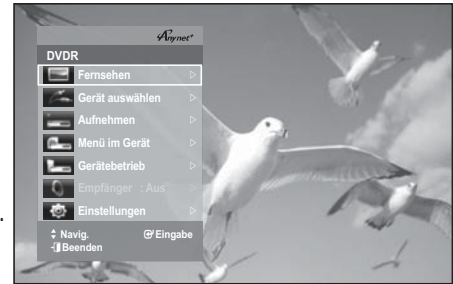 Anynet+
DVDR
Fernsehen
Gerät auswählen
Aufnehmen
Menü im Gerät
Gerätebetrieb
Empfänger : Aus
Einstellungen
Navig. Eingabe
Beenden